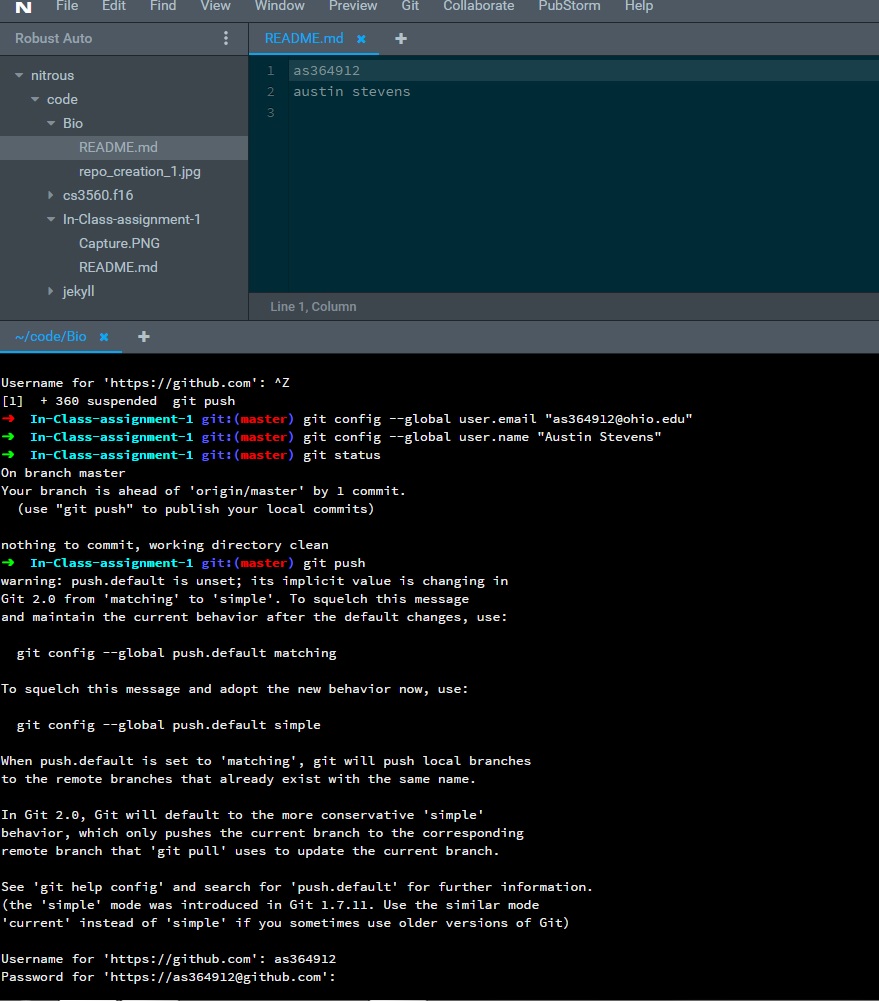 N File Edit Find View Window Preview Git Collaborate PubStorm Help
Robust Auto
README.md × +
nitrous
code
Bio
README.md
repo_creation_1.jpg
cs3560.f16
In-Class-assignment-1
Capture.PNG
README.md
jekyll
1 as364912
2 austin stevens
3
Line 1, Column
~/code/Bio × +
Username for 'https://github.com': ^Z
[1]  + 360 suspended  git push
➜  In-Class-assignment-1 git:(master) git config --global user.email "as364912@ohio.edu"
➜  In-Class-assignment-1 git:(master) git config --global user.name "Austin Stevens"
➜  In-Class-assignment-1 git:(master) git status
On branch master
Your branch is ahead of 'origin/master' by 1 commit.
  (use "git push" to publish your local commits)
nothing to commit, working directory clean
➜  In-Class-assignment-1 git:(master) git push
warning: push.default is unset; its implicit value is changing in
Git 2.0 from 'matching' to 'simple'. To squelch this message
and maintain the current behavior after the default changes, use:
  git config --global push.default matching
To squelch this message and adopt the new behavior now, use:
  git config --global push.default simple
When push.default is set to 'matching', git will push local branches
to the remote branches that already exist with the same name.
In Git 2.0, Git will default to the more conservative 'simple'
behavior, which only pushes the current branch to the corresponding
remote branch that 'git pull' uses to update the current branch.
See 'git help config' and search for 'push.default' for further information.
(the 'simple' mode was introduced in Git 1.7.11. Use the similar mode
'current' instead of 'simple' if you sometimes use older versions of Git)
Username for 'https://github.com': as364912
Password for 'https://as364912@github.com':